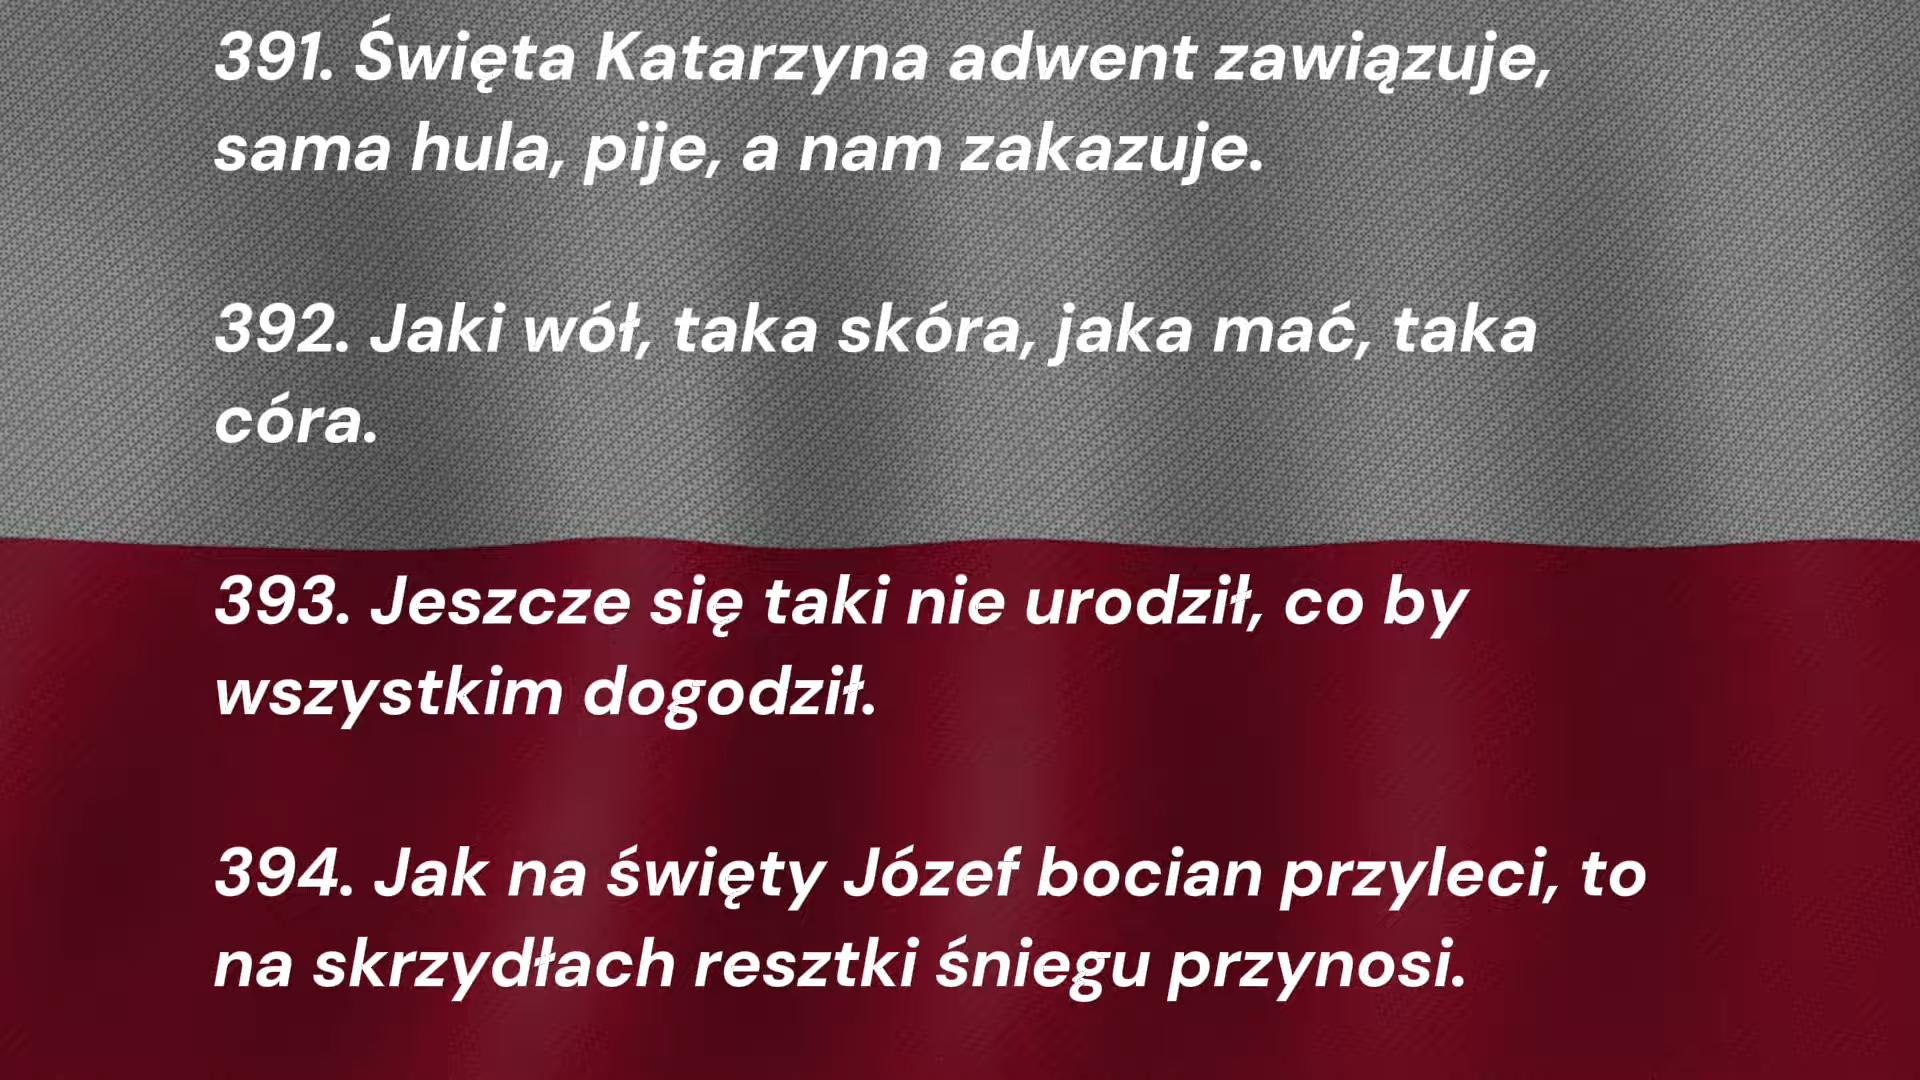 391. Święta Katarzyna adwent zawiązuje,
sama hula, pije, a nam zakazuje.
392. Jaki wół, taka skóra, jaka mać, taka
córa.
393. Jeszcze się taki nie urodził, co by
wszystkim dogodził.
394. Jak na święty Józef bocian przyleci, to
na skrzydłach resztki śniegu przynosi.